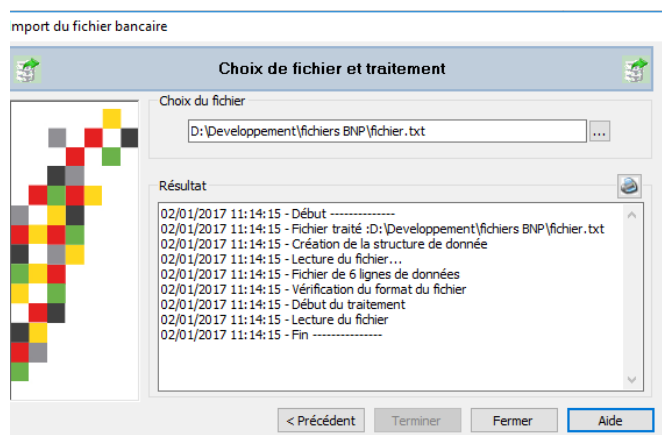 mport du fichier bancaire
Choix de fichier et traitement
Choix du fichier
D:\Developpement\fichiers BNP\fichier.txt
...
Résultat
02/01/2017 11:14:15 - Début --------------
02/01/2017 11:14:15 - Fichier traité :D:\Developpement\fichiers BNP\fichier.txt
02/01/2017 11:14:15 - Création de la structure de donnée
02/01/2017 11:14:15 - Lecture du fichier...
02/01/2017 11:14:15 - Fichier de 6 lignes de données
02/01/2017 11:14:15 - Vérification du format du fichier
02/01/2017 11:14:15 - Début du traitement
02/01/2017 11:14:15 - Lecture du fichier
02/01/2017 11:14:15 - Fin ---------------
< Précédent Terminer Fermer Aide